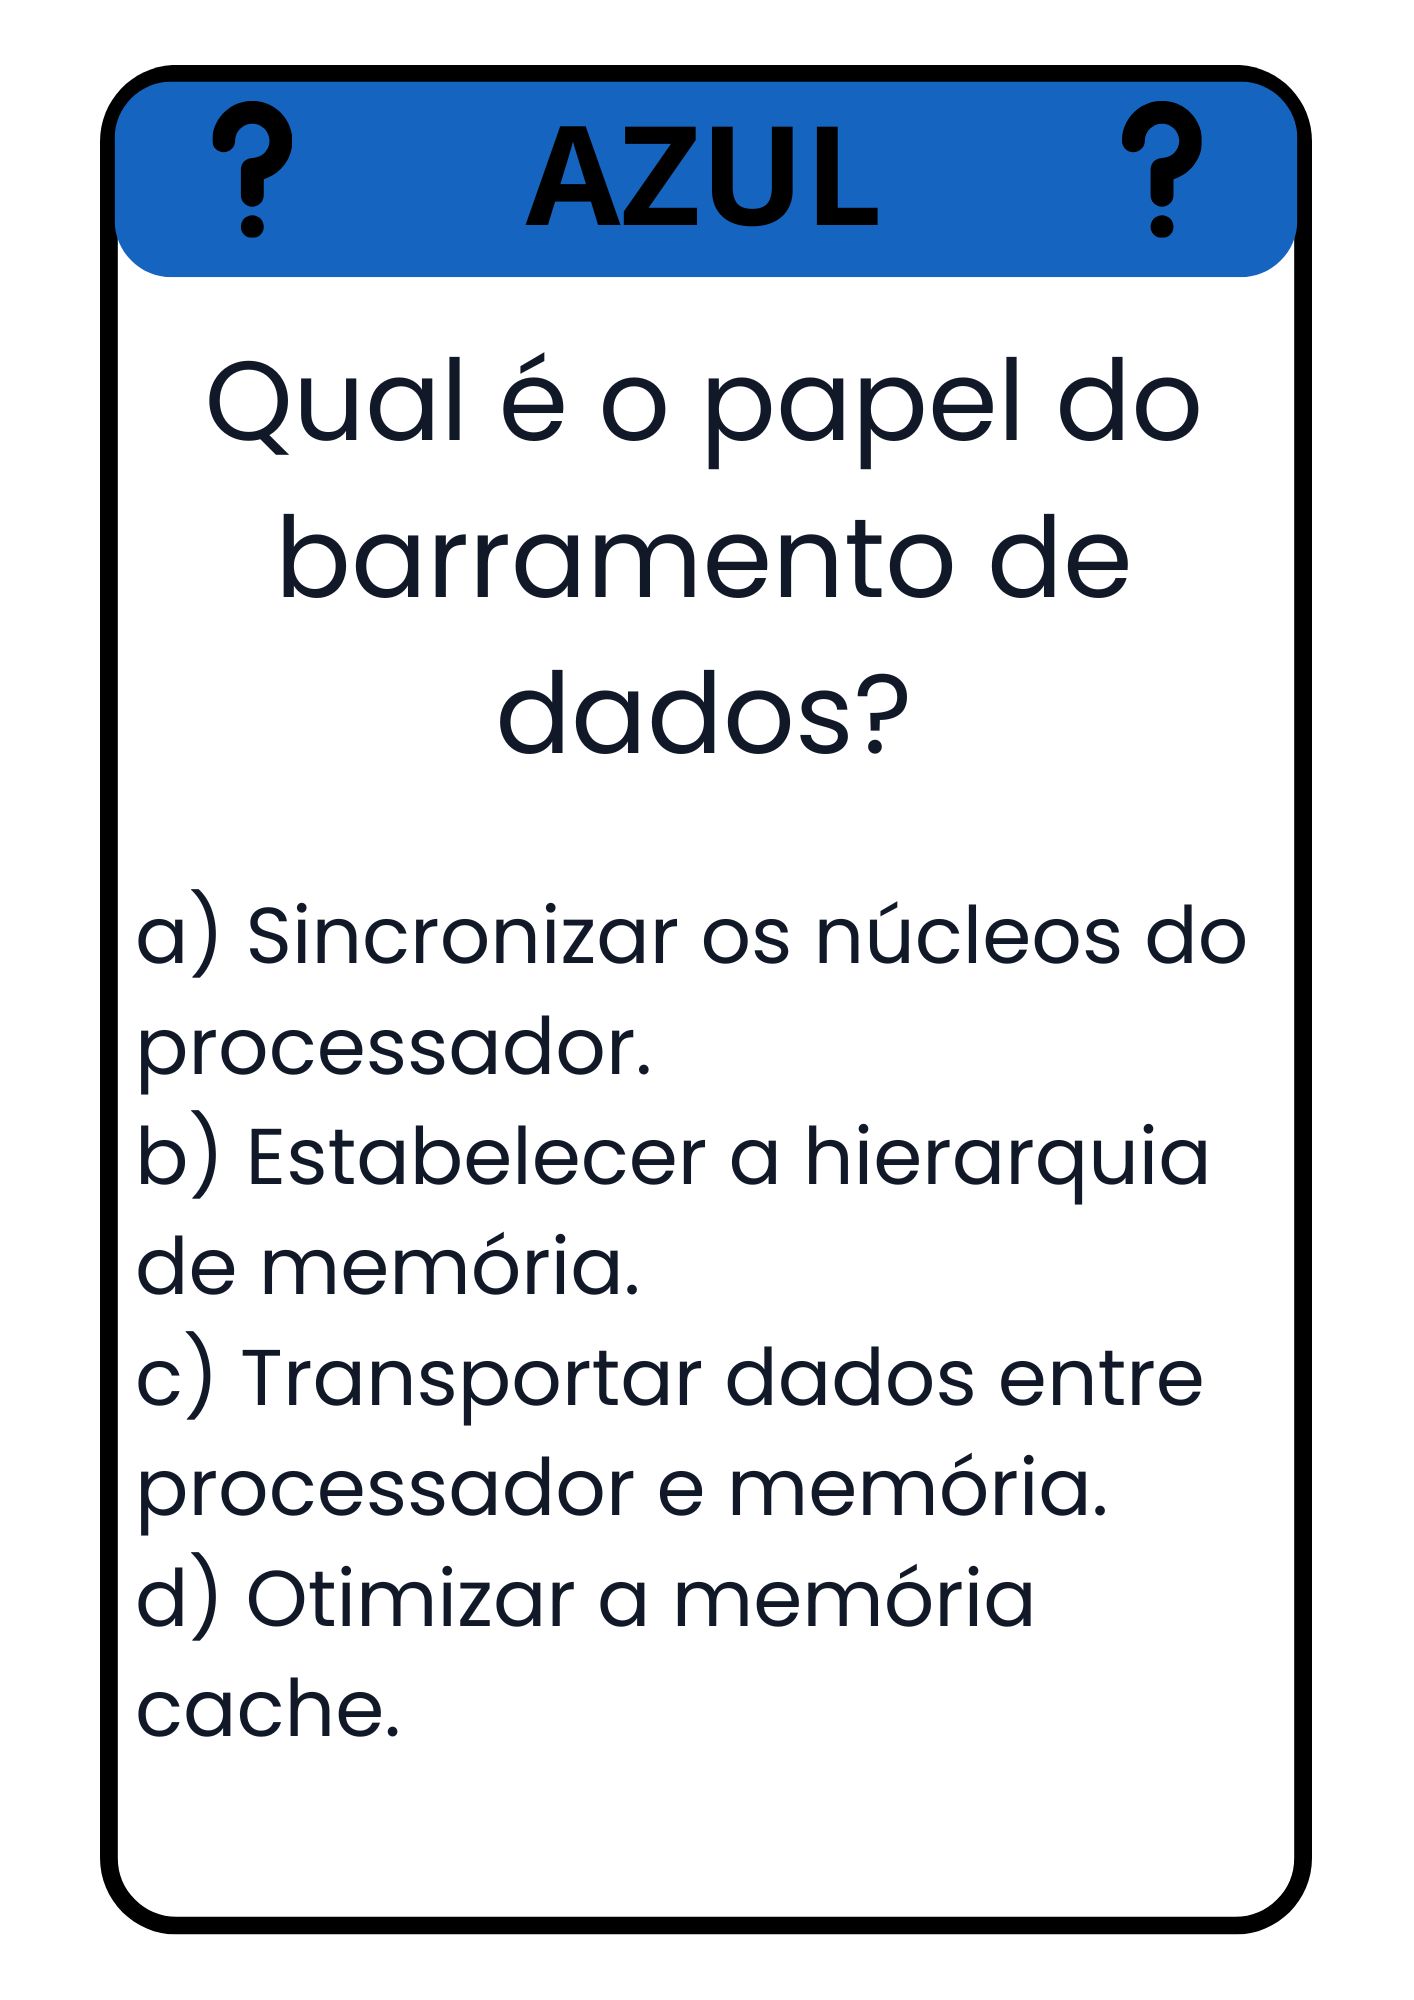 ? AZUL ?
Qual é o papel do
barramento de
dados?
a) Sincronizar os núcleos do
processador.
b) Estabelecer a hierarquia
de memória.
c) Transportar dados entre
processador e memória.
d) Otimizar a memória
cache.